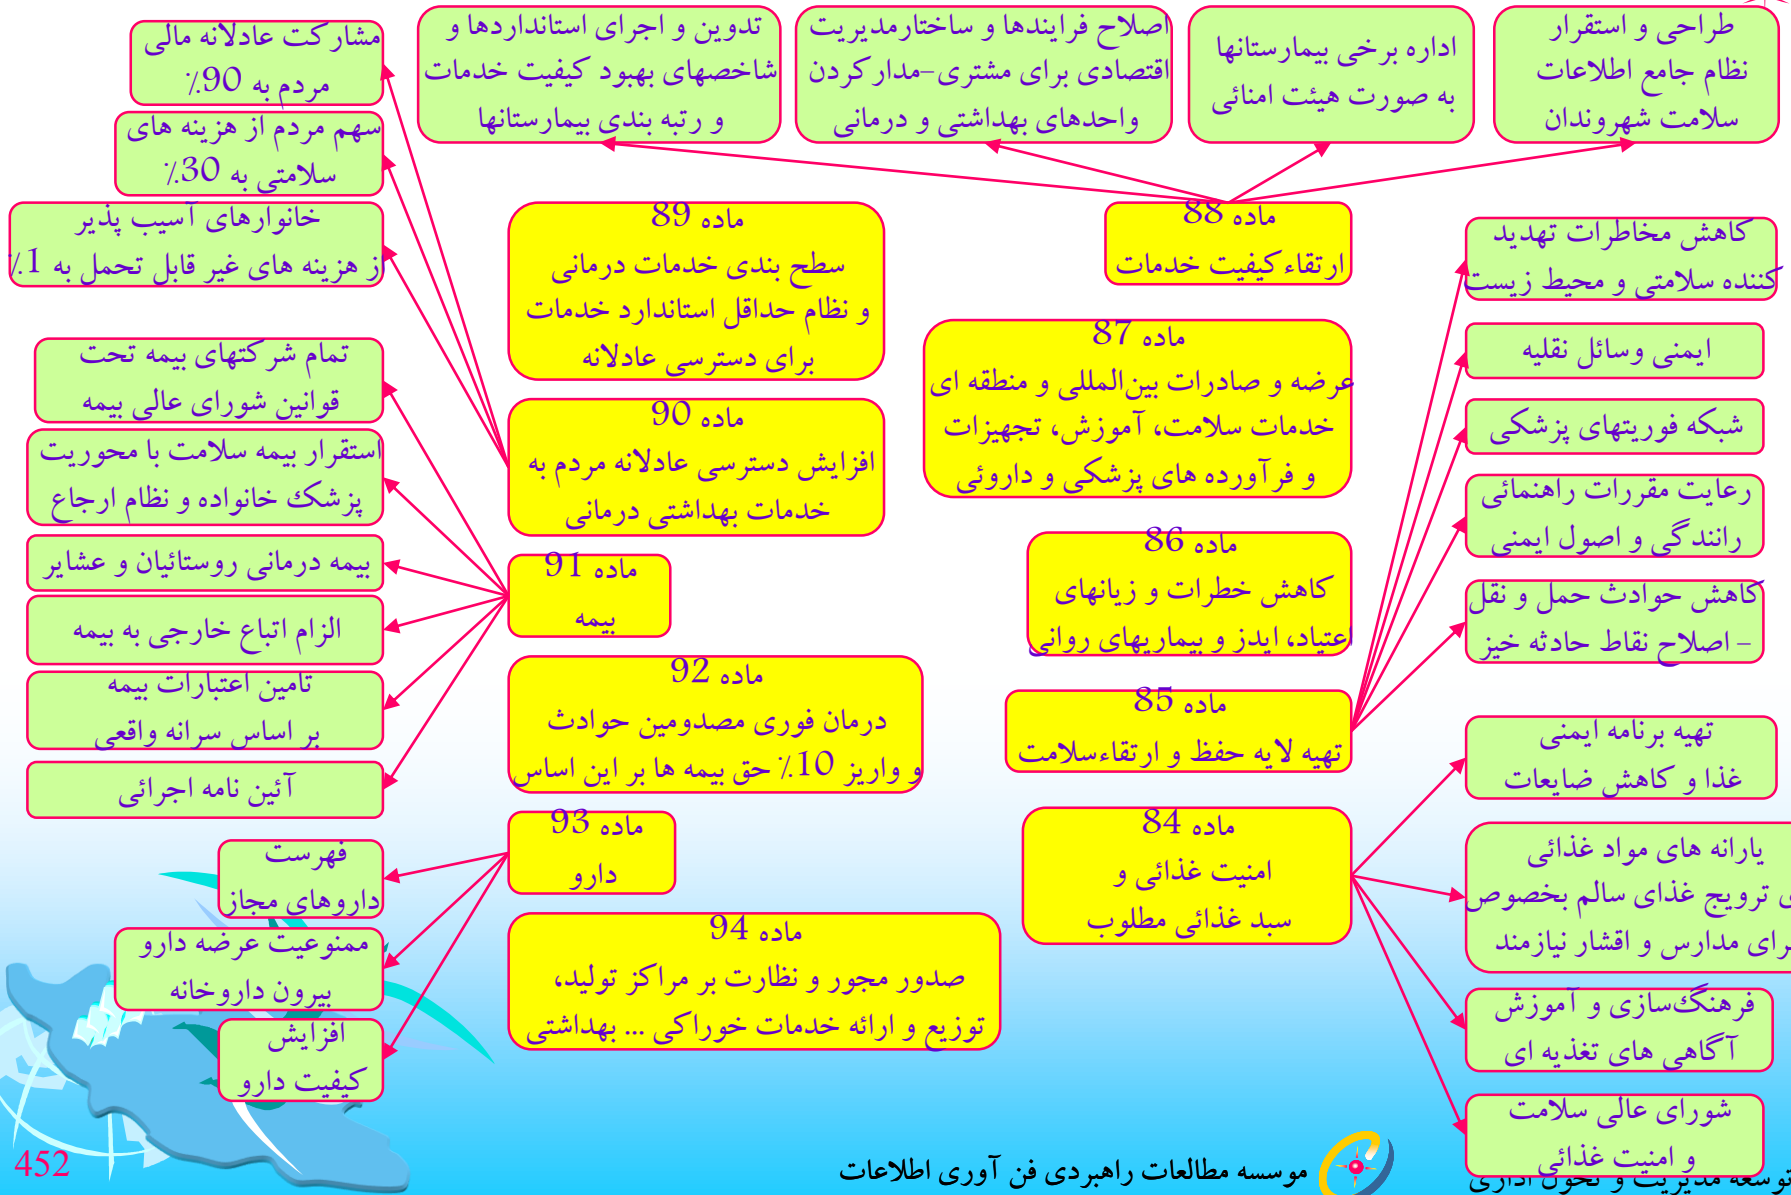 طراحی و استقرار
نظام جامع اطلاعات
سلامت شهروندان
اداره برخی بیمارستانها
به صورت هیئت امنائی
اصلاح فرایندها و ساختارمدیریت
اقتصادی برای مشتری-مدارکردن
واحدهای بهداشتی و درمانی
تدوین و اجرای استانداردها و
شاخصهای بهبود کیفیت خدمات
و رتبه بندی بیمارستانها
مشارکت عادلانه مالی
مردم به 90٪
سهم مردم از هزینه های
سلامتی به 30٪
خانوارهای آسیب پذیر
از هزینه های غیر قابل تحمل به 1٪
ماده 88
ارتقاءکیفیت خدمات
ماده 89
سطح بندی خدمات درمانی
و نظام حداقل استاندارد خدمات
برای دسترسی عادلانه
کاهش مخاطرات تهدید
کننده سلامتی و محیط زیست
ایمنی وسائل نقلیه
شبکه فوریتهای پزشکی
رعایت مقررات راهنمائی
رانندگی و اصول ایمنی
کاهش حوادث حمل و نقل
- اصلاح نقاط حادثه خیز
ماده 87
عرضه و صادرات بین‌المللی و منطقه ای
خدمات سلامت، آموزش، تجهیزات
و فرآورده های پزشکی و داروئی
ماده 90
افزایش دسترسی عادلانه مردم به
خدمات بهداشتی درمانی
تمام شرکتهای بیمه تحت
قوانین شورای عالی بیمه
استقرار بیمه سلامت با محوریت
پزشک خانواده و نظام ارجاع
بیمه درمانی روستائیان و عشایر
الزام اتباع خارجی به بیمه
تامین اعتبارات بیمه
بر اساس سرانه واقعی
آئین نامه اجرائی
ماده 86
کاهش خطرات و زیانهای
اعتیاد، ایدز و بیماریهای روانی
ماده 91
بیمه
ماده 85
تهیه لایه حفظ و ارتقاءسلامت
ماده 92
درمان فوری مصدومین حوادث
و واریز 10٪ حق بیمه ها بر این اساس
تهیه برنامه ایمنی
غذا و کاهش ضایعات
یارانه های مواد غذائی
ترویج غذای سالم بخصوص
مدارس و اقشار نیازمند
فرهنگ‌سازی و آموزش
آگاهی های تغذیه ای
شورای عالی سلامت
و امنیت غذائی
ماده 84
امنیت غذائی و
سبد غذائی مطلوب
ماده 93
دارو
فهرست
داروهای مجاز
ممنوعیت عرضه دارو
بیرون داروخانه
افزایش
کیفیت دارو
ماده 94
صدور مجور و نظارت بر مراکز تولید،
توزیع و ارائه خدمات خوراکی ... بهداشتی
توسعه مدیریت و تحول اداری
موسسه مطالعات راهبردی فن آوری اطلاعات
452